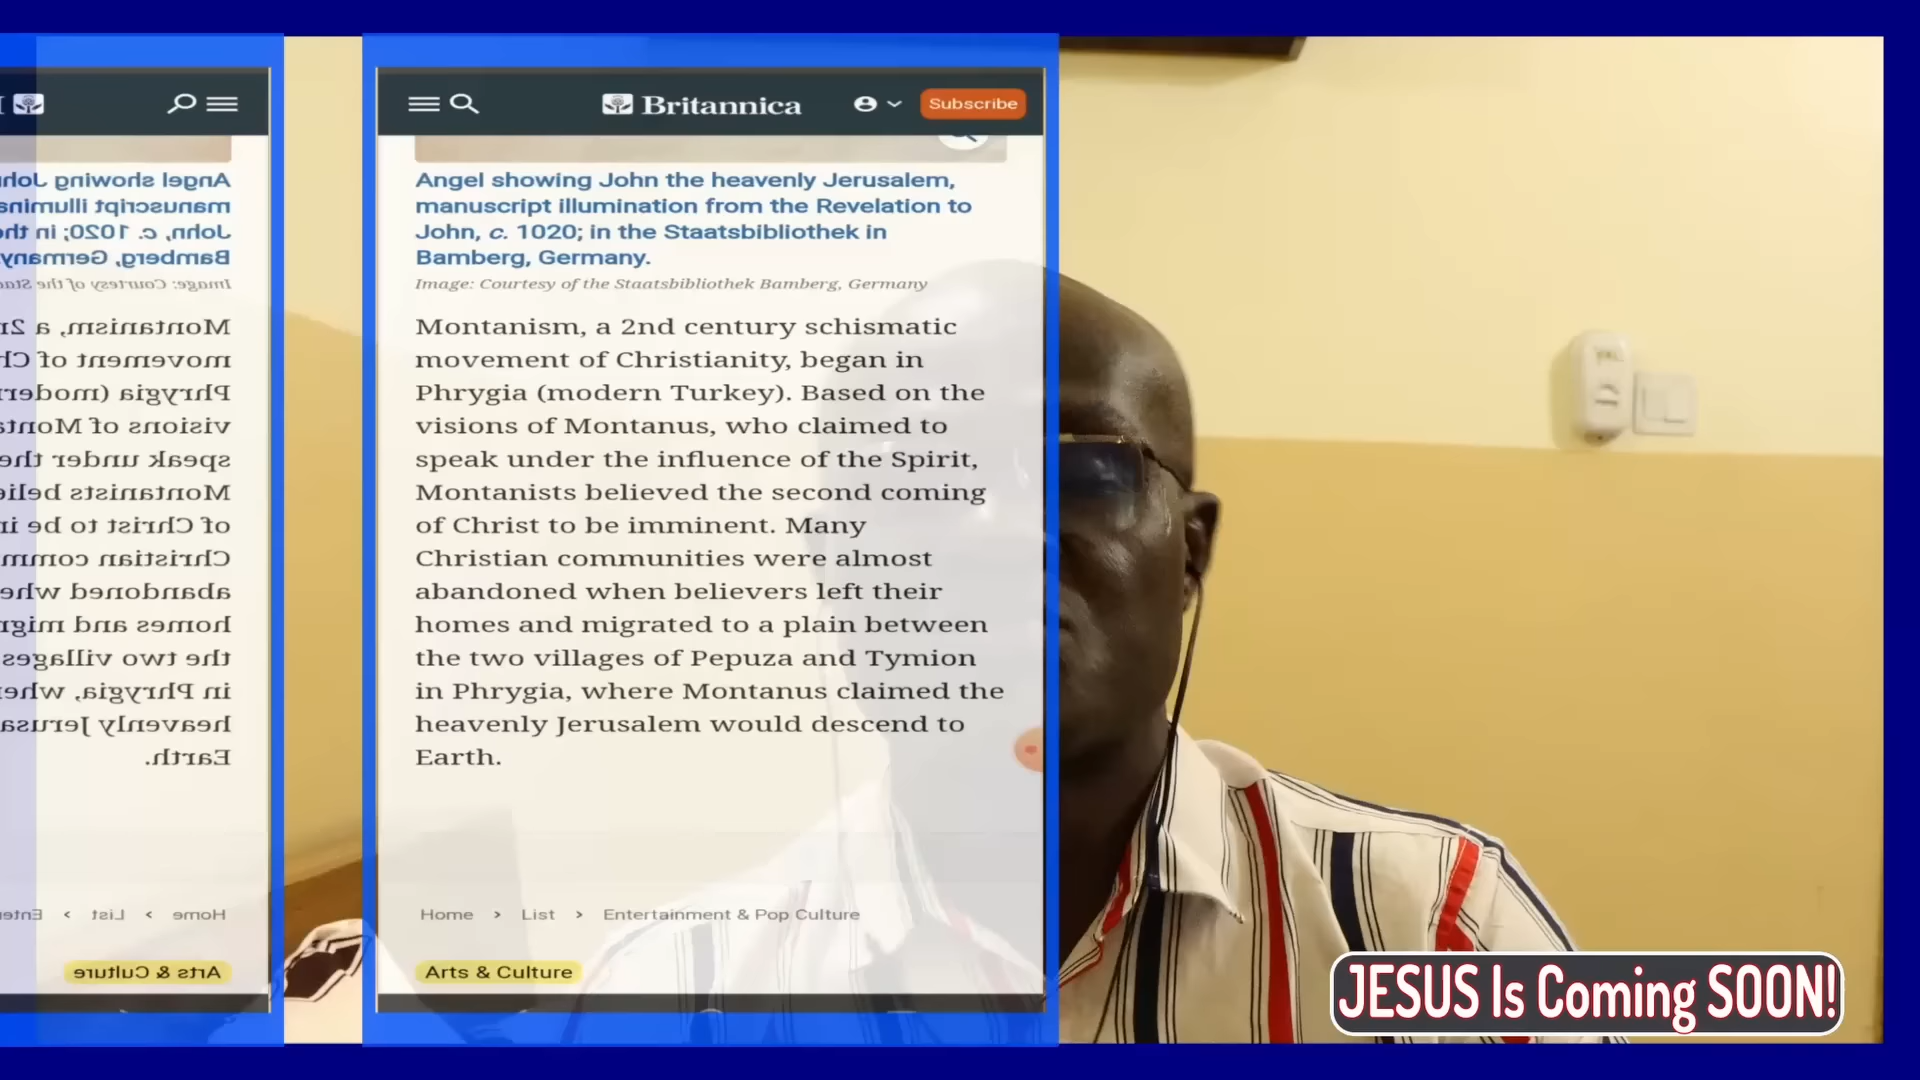 Britannica
Subscribe
Angel showing John the heavenly Jerusalem,
manuscript illumination from the Revelation to
John, c. 1020; in the Staatsbibliothek in
Bamberg, Germany.
Image: Courtesy of the Staatsbibliothek Bamberg, Germany
Montanism, a 2nd century schismatic
movement of Christianity, began in
Phrygia (modern Turkey). Based on the
visions of Montanus, who claimed to
speak under the influence of the Spirit,
Montanists believed the second coming
of Christ to be imminent. Many
Christian communities were almost
abandoned when believers left their
homes and migrated to a plain between
the two villages of Pepuza and Tymion
in Phrygia, where Montanus claimed the
heavenly Jerusalem would descend to
Earth.
Home > List > Entertainment & Pop Culture
Arts & Culture
JESUS Is Coming SOON!